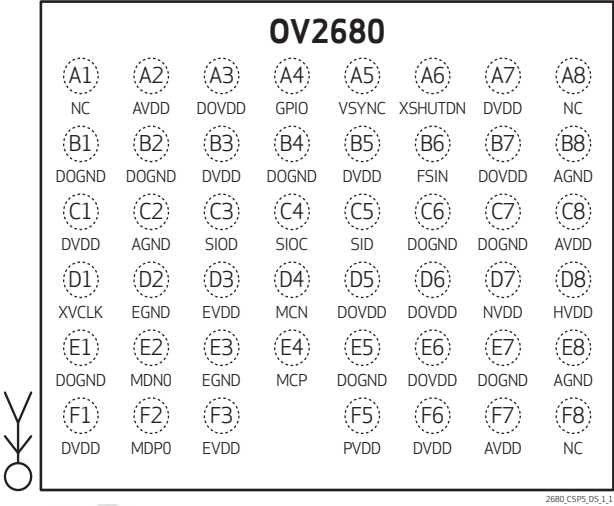 OV2680
A1 A2 A3 A4 A5 A6 A7 A8
NC AVDD DOVDD GPIO VSYNC XSHUTDN DVDD NC
B1 B2 B3 B4 B5 B6 B7 B8
DOGND DOGND DVDD DOGND DVDD FSIN DOVDD AGND
C1 C2 C3 C4 C5 C6 C7 C8
DVDD AGND SIOD SIOC SID DOGND DOGND AVDD
D1 D2 D3 D4 D5 D6 D7 D8
XVCLK EGND EVDD MCN DOVDD DOVDD NVDD HVDD
E1 E2 E3 E4 E5 E6 E7 E8
DOGND MDN0 EGND MCP DOGND DOVDD DOGND AGND
F1 F2 F3 F5 F6 F7 F8
DVDD MDP0 EVDD PVDD DVDD AVDD NC
2680_CSP5_DS_1_1